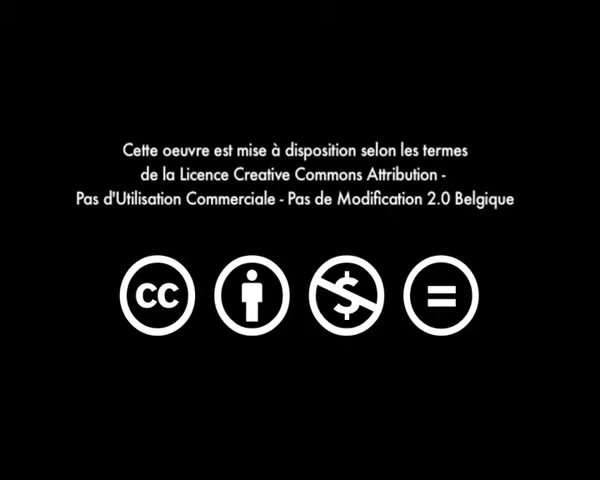 Cette oeuvre est mise à disposition selon les termes
de la Licence Creative Commons Attribution -
Pas d'Utilisation Commerciale - Pas de Modification 2.0 Belgique
cc $ =